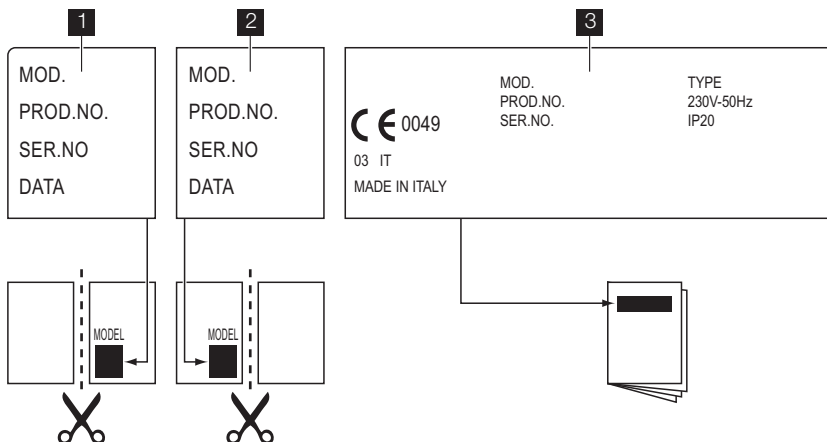 1
MOD.
PROD.NO.
SER.NO
DATA
MODEL
2
MOD.
PROD.NO.
SER.NO
DATA
MODEL
3
MOD.
PROD.NO.
SER.NO.
TYPE
230V-50Hz
IP20
CE 0049
03 IT
MADE IN ITALY